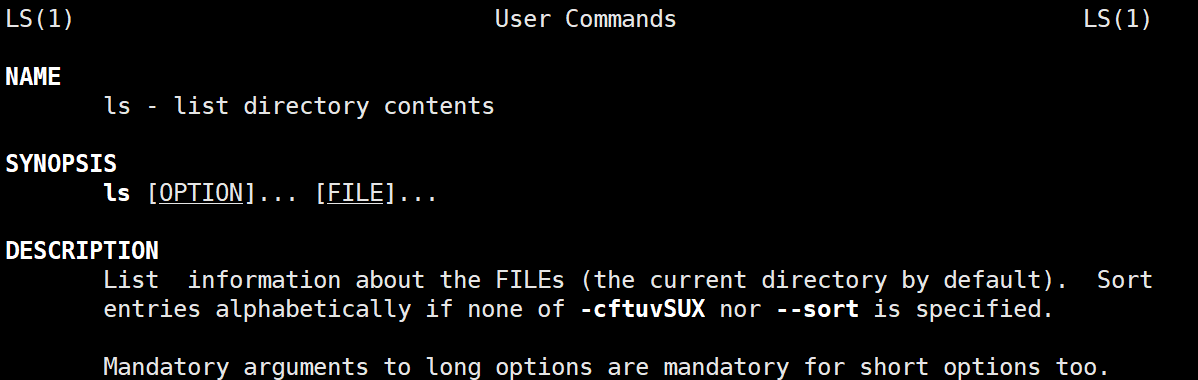 LS(1) User Commands LS(1)
NAME
ls - list directory contents
SYNOPSIS
ls [OPTION]... [FILE]...
DESCRIPTION
List  information about the FILEs (the current directory by default).  Sort
entries alphabetically if none of -cftuvSUX nor --sort is specified.
Mandatory arguments to long options are mandatory for short options too.